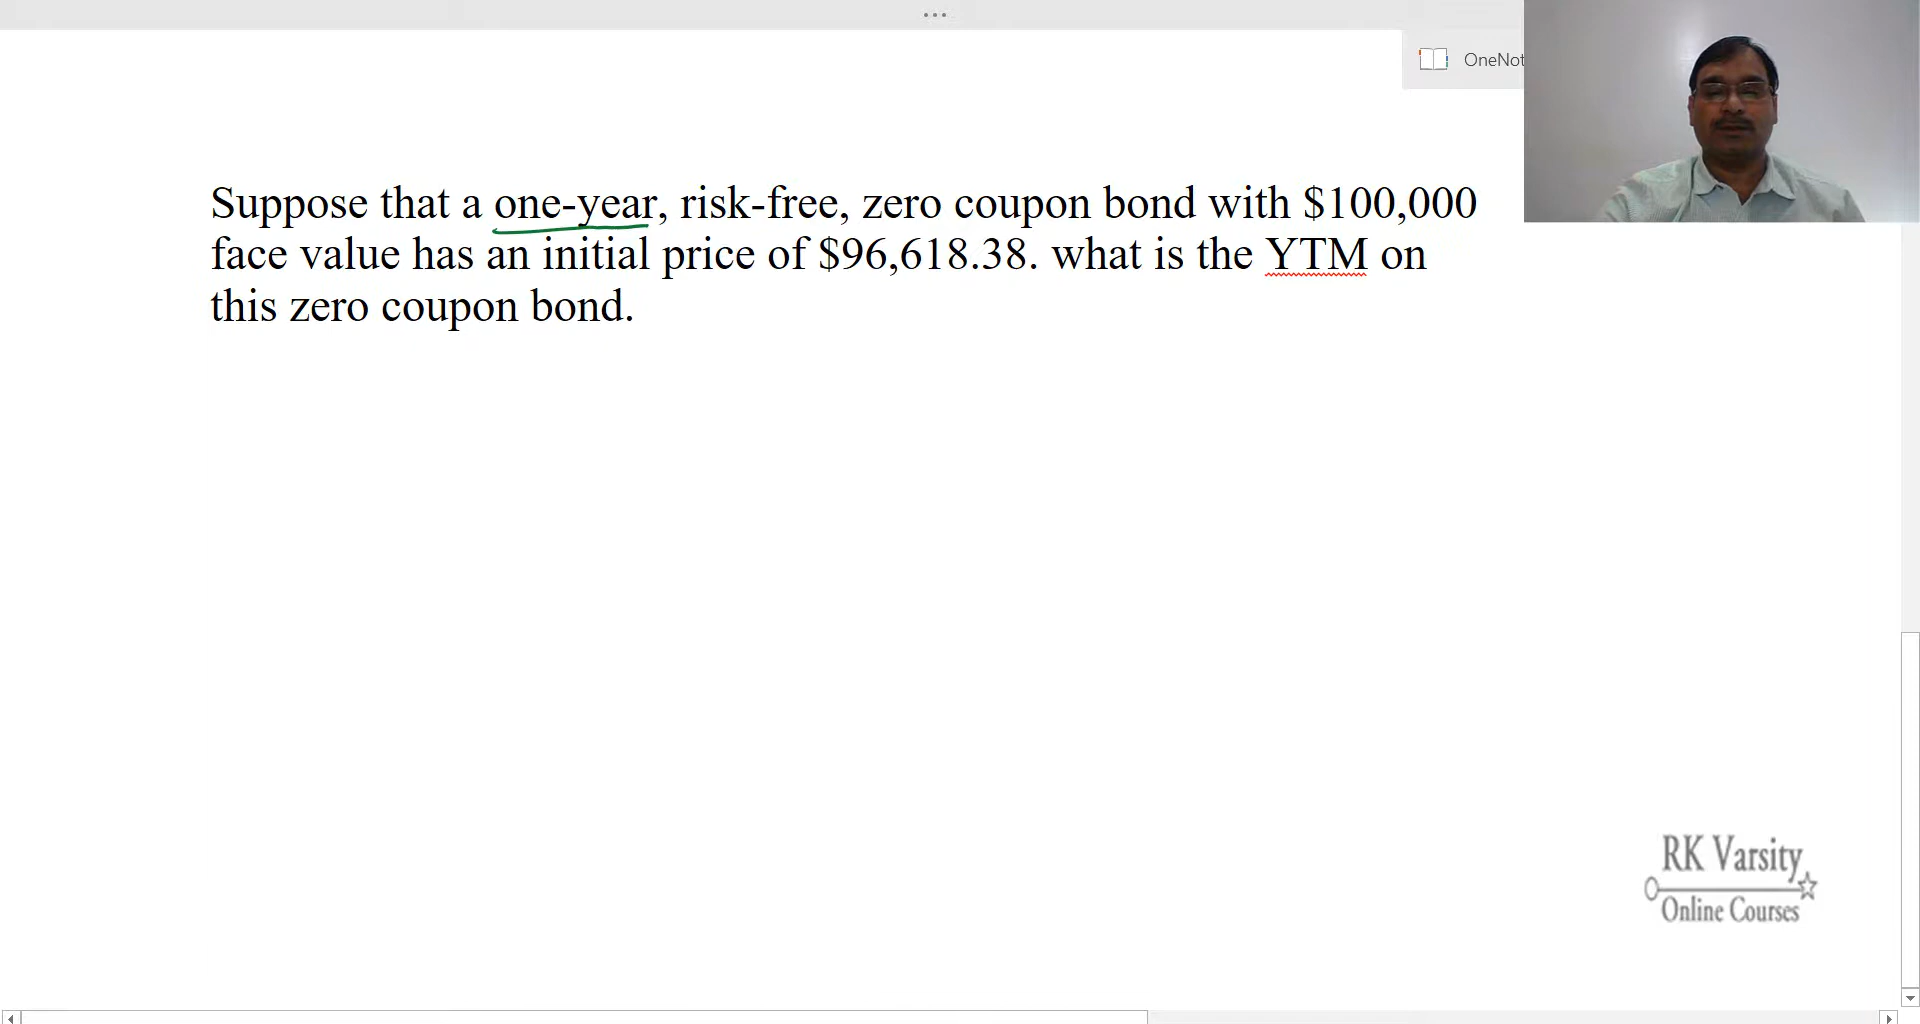 OneNot
Suppose that a one-year, risk-free, zero coupon bond with $100,000
face value has an initial price of $96,618.38. what is the YTM on
this zero coupon bond.
RK Varsity
Online Courses